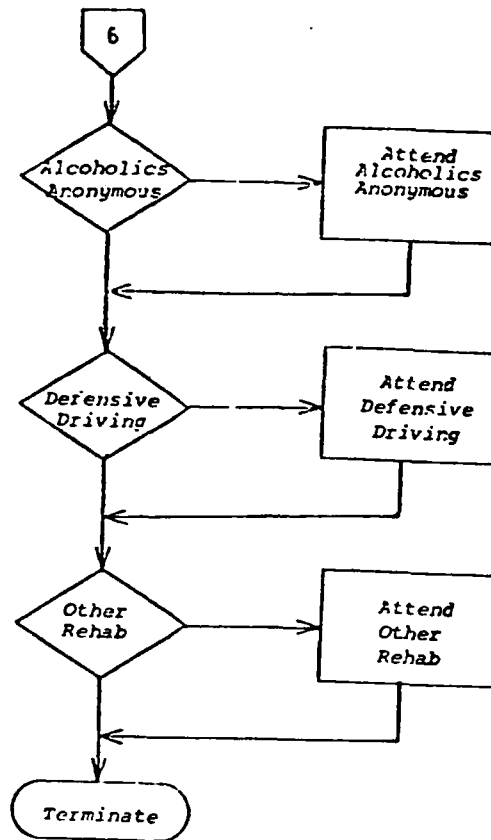 6
Alcoholics
Anonymous
Attend
Alcoholics
Anonymous
Defensive
Driving
Attend
Defensive
Driving
Other
Rehab
Attend
Other
Rehab
Terminate